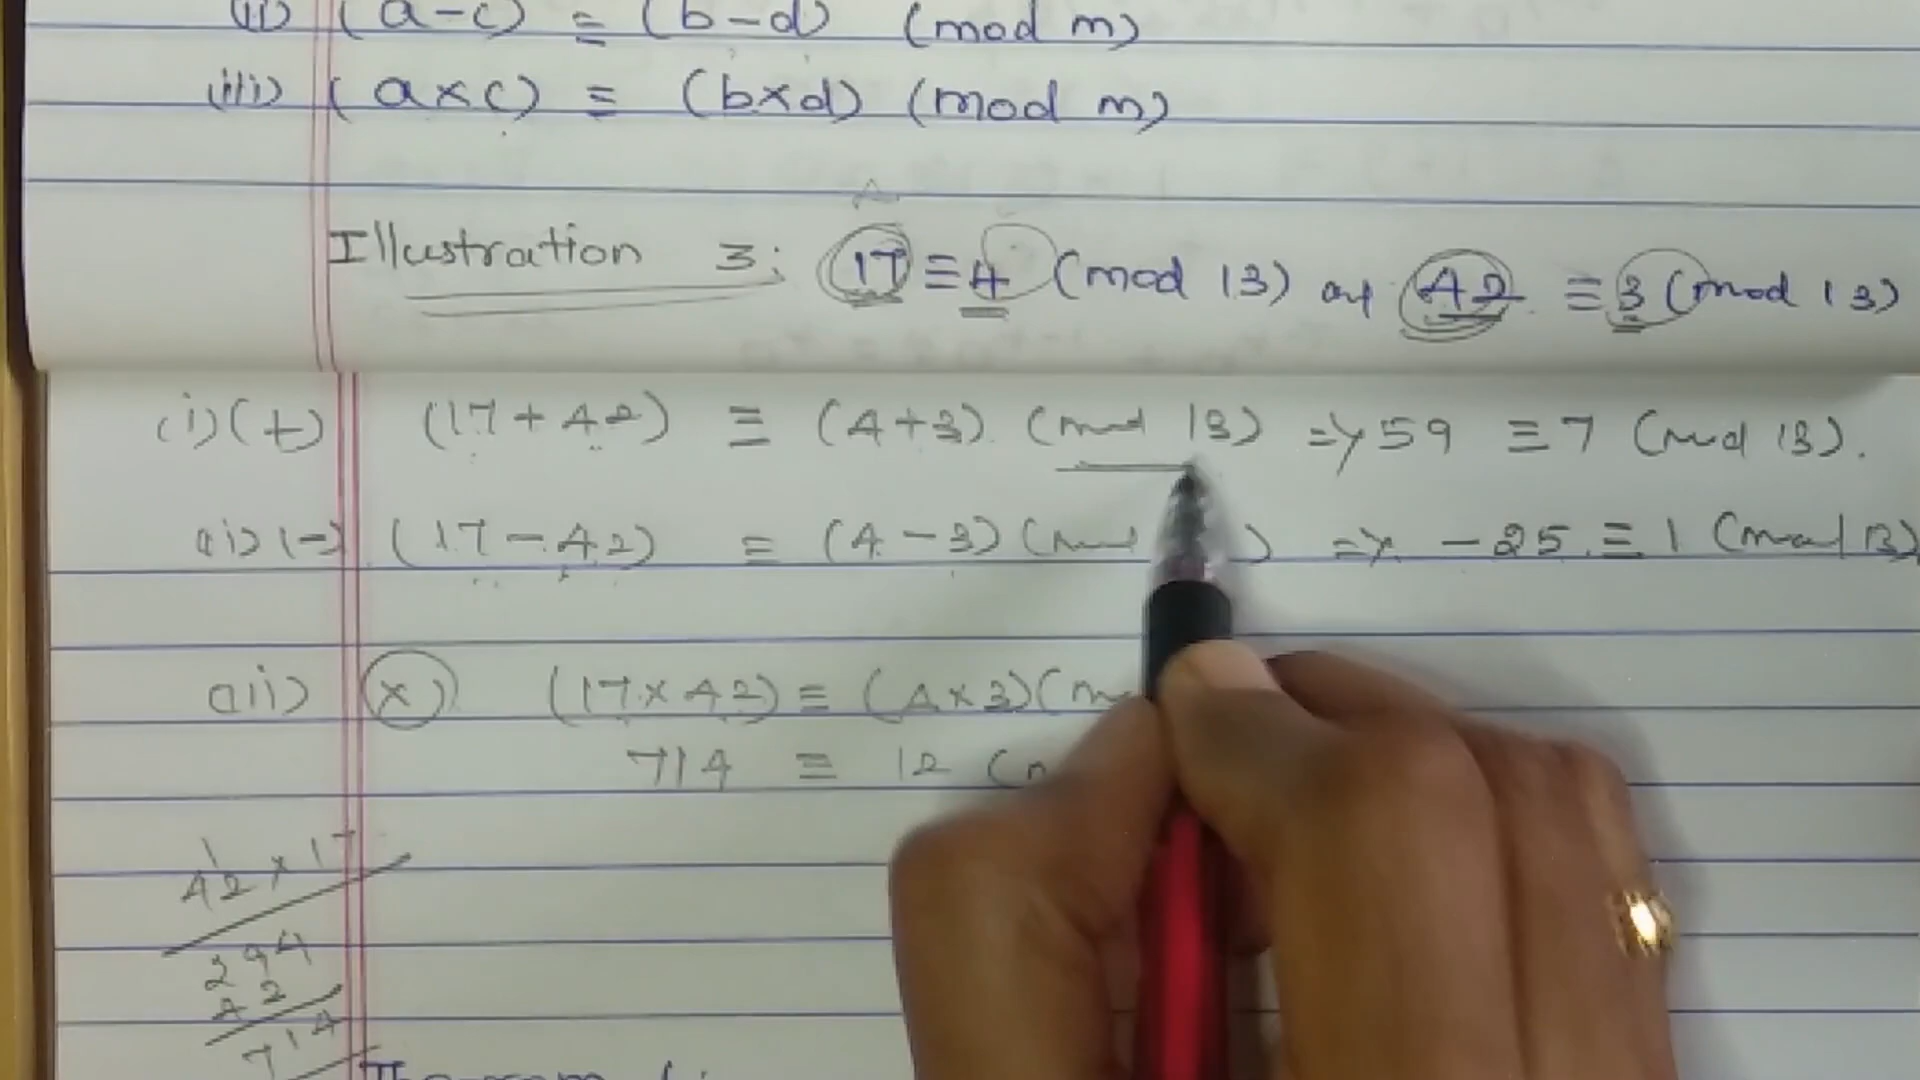 (ii) (a-c) ≡ (b-d) (mod m)
(iii) (a×c) ≡ (b×d) (mod m)
Illustration 3: 17 ≡ 4 (mod 13) and 42 ≡ 3 (mod 13)
(i) (+) (17+42) ≡ (4+3) (mod 13) => 59 ≡ 7 (mod 13).
(ii) (-) (17-42) ≡ (4-3) (mod ) => -25 ≡ 1 (mod 13)
(iii) (×) (17×42) ≡ (4×3) (m
714 ≡ 12 (m
42 × 17
294
42
714
Theorem